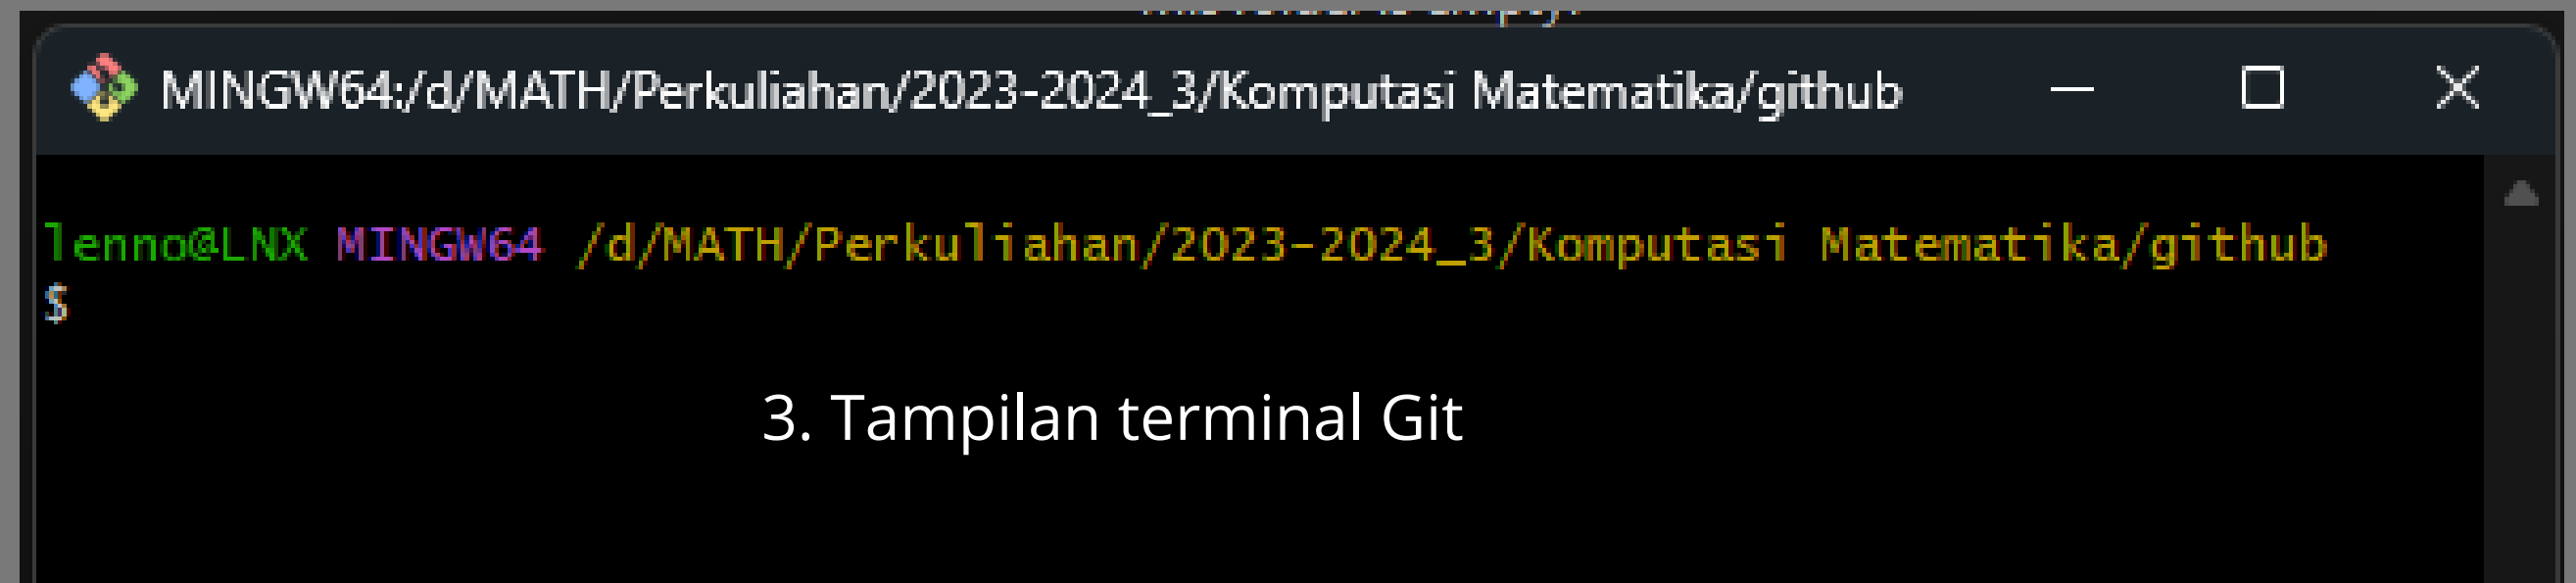 MINGW64:/d/MATH/Perkuliahan/2023-2024_3/Komputasi Matematika/github
lenno@LNX MINGW64 /d/MATH/Perkuliahan/2023-2024_3/Komputasi Matematika/github
$
3. Tampilan terminal Git